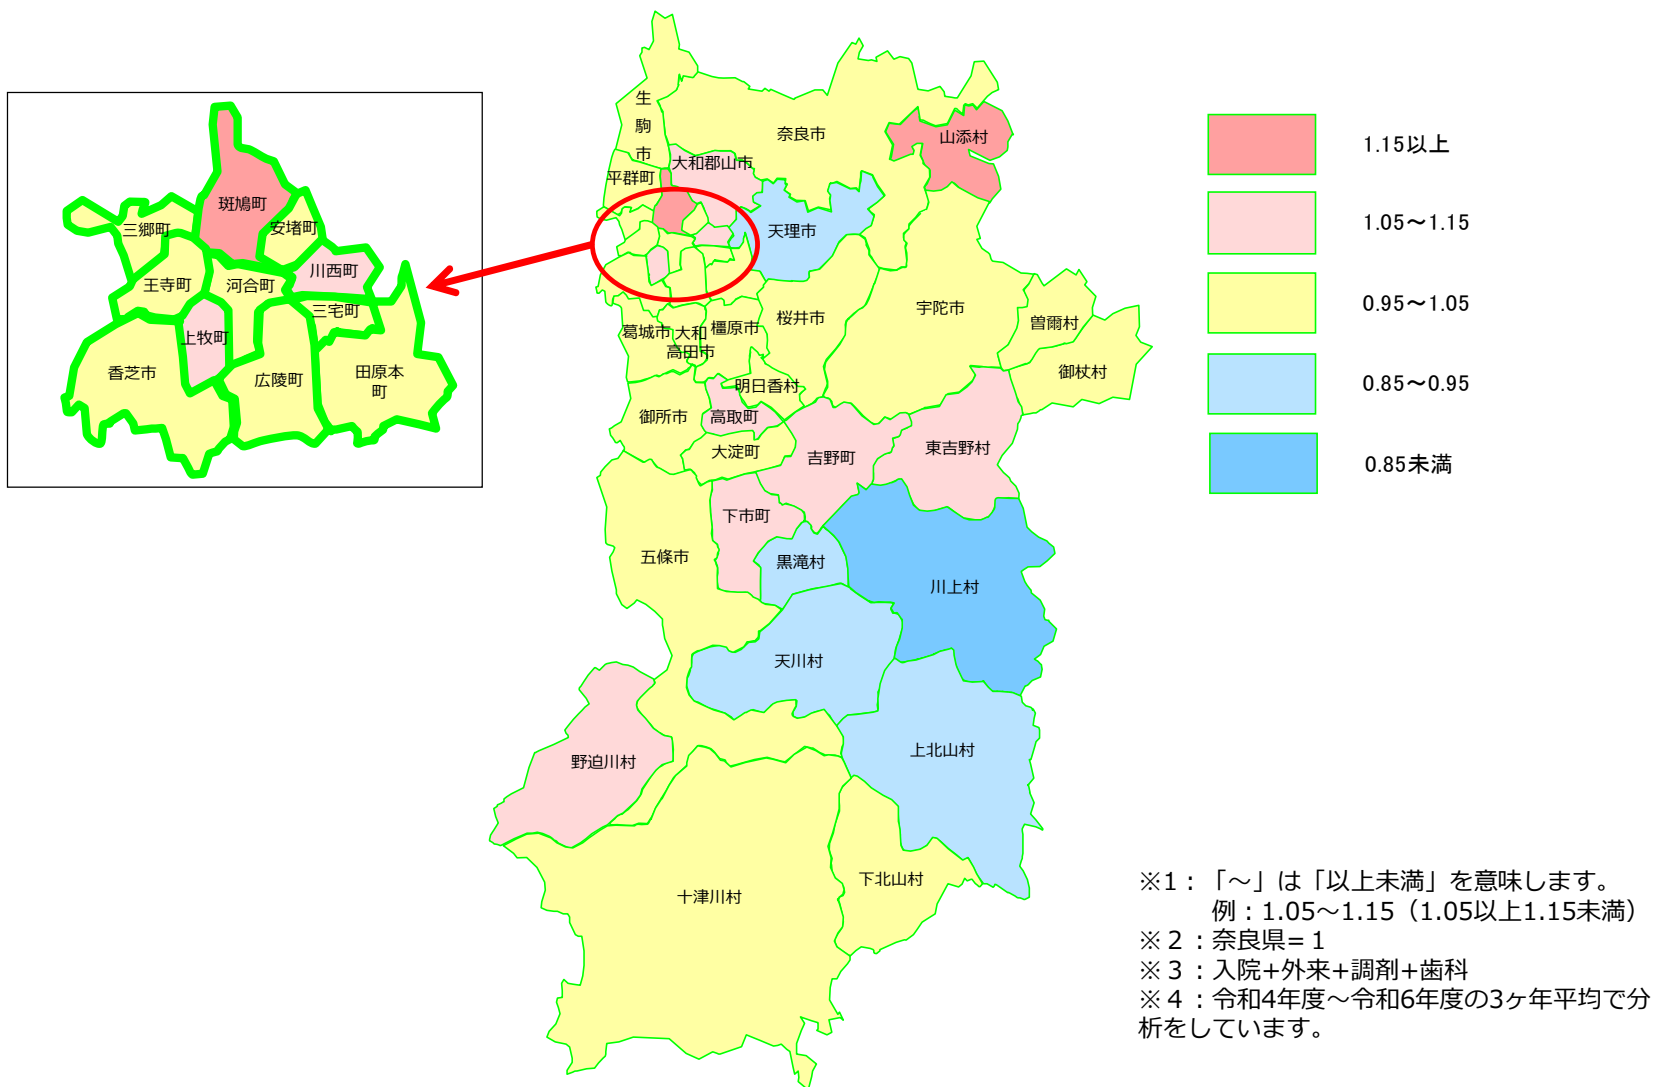 斑鳩町
三郷町
安堵町
川西町
王寺町
河合町
三宅町
上牧町
香芝市
広陵町
田原本
町
生
駒
市
奈良市
山添村
大和郡山市
平群町
天理市
葛城市
大和
高田市
橿原市
桜井市
宇陀市
曽爾村
御杖村
明日香村
御所市
高取町
大淀町
吉野町
東吉野村
下市町
五條市
黒滝村
川上村
天川村
上北山村
野迫川村
下北山村
十津川村
1.15以上
1.05～1.15
0.95～1.05
0.85～0.95
0.85未満
※1：「～」は「以上未満」を意味します。
例：1.05～1.15（1.05以上1.15未満）
※２：奈良県=１
※３：入院+外来+調剤+歯科
※４：令和4年度～令和6年度の3ヶ年平均で分
析をしています。